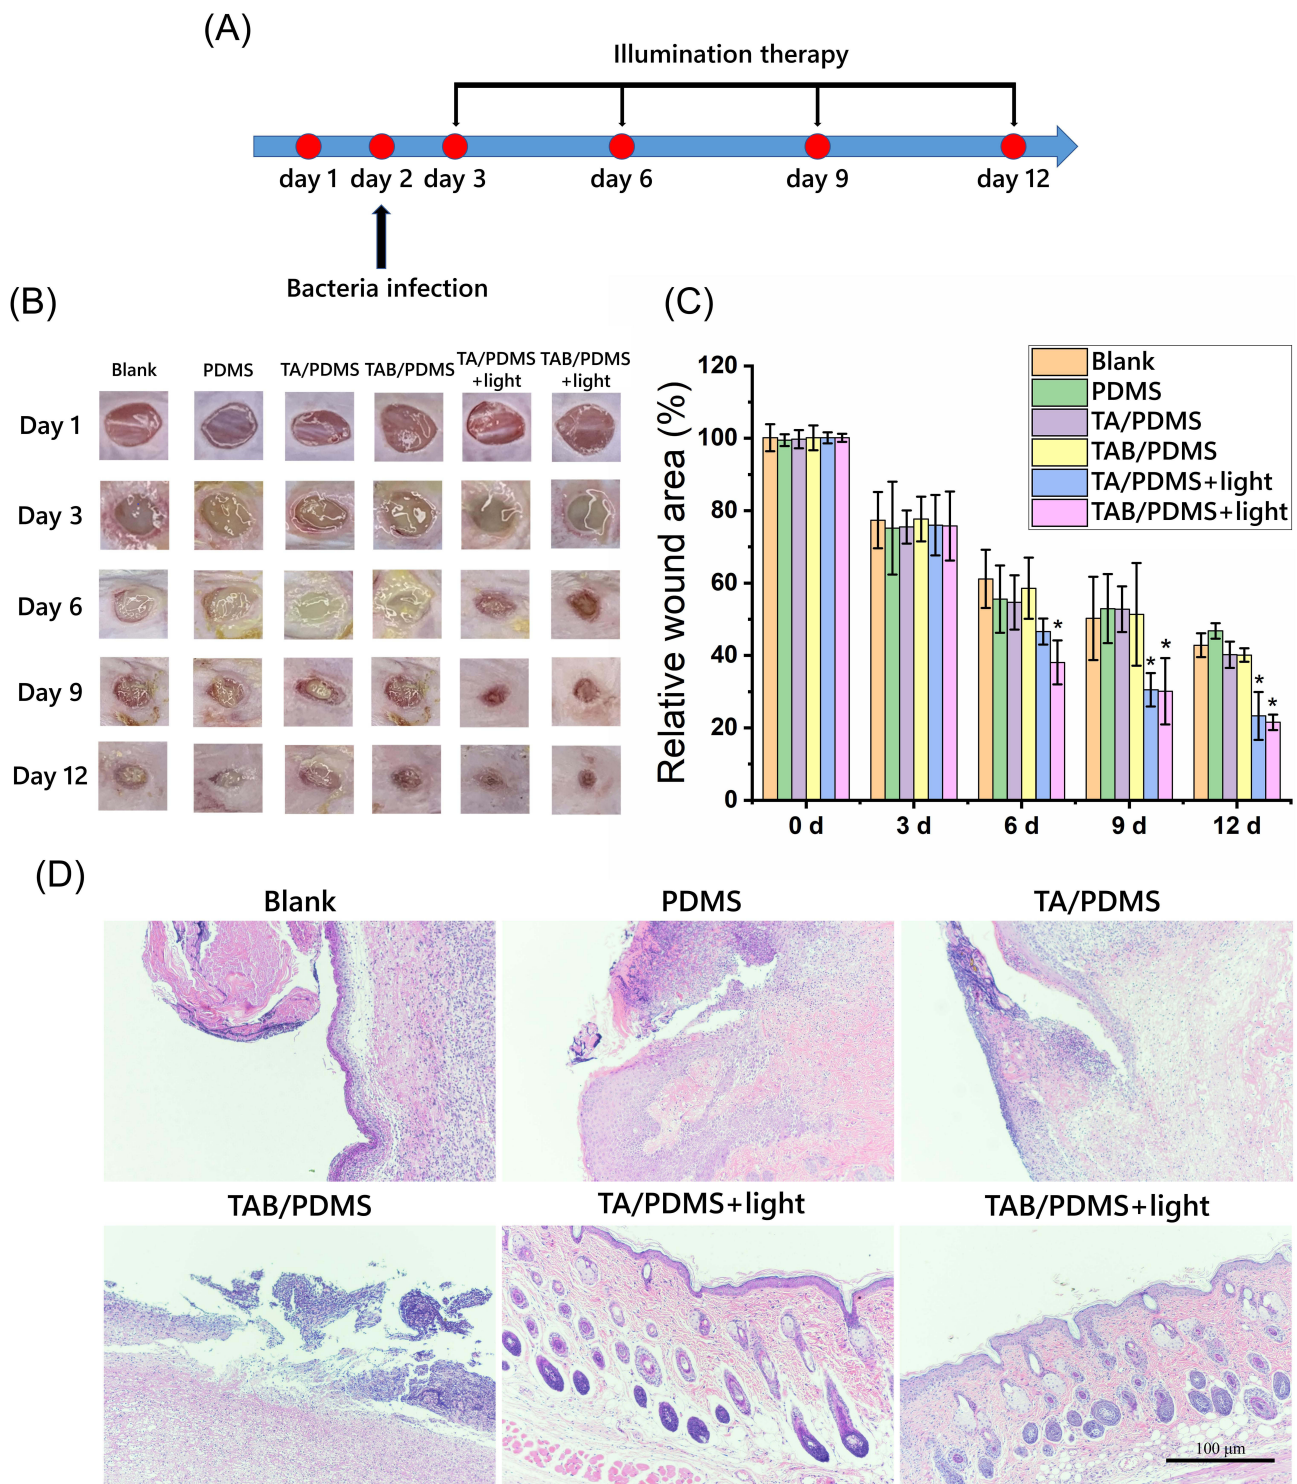 (A)
Illumination therapy
day 1 day 2 day 3 day 6 day 9 day 12
Bacteria infection
(B)
Blank PDMS TA/PDMS TAB/PDMS TA/PDMS +light TAB/PDMS +light
Day 1
Day 3
Day 6
Day 9
Day 12
(C)
Relative wound area (%)
120
100
80
60
40
20
0
0 d 3 d 6 d 9 d 12 d
Blank
PDMS
TA/PDMS
TAB/PDMS
TA/PDMS+light
TAB/PDMS+light
*
* *
* *
(D)
Blank PDMS TA/PDMS
TAB/PDMS TA/PDMS+light TAB/PDMS+light
100 μm